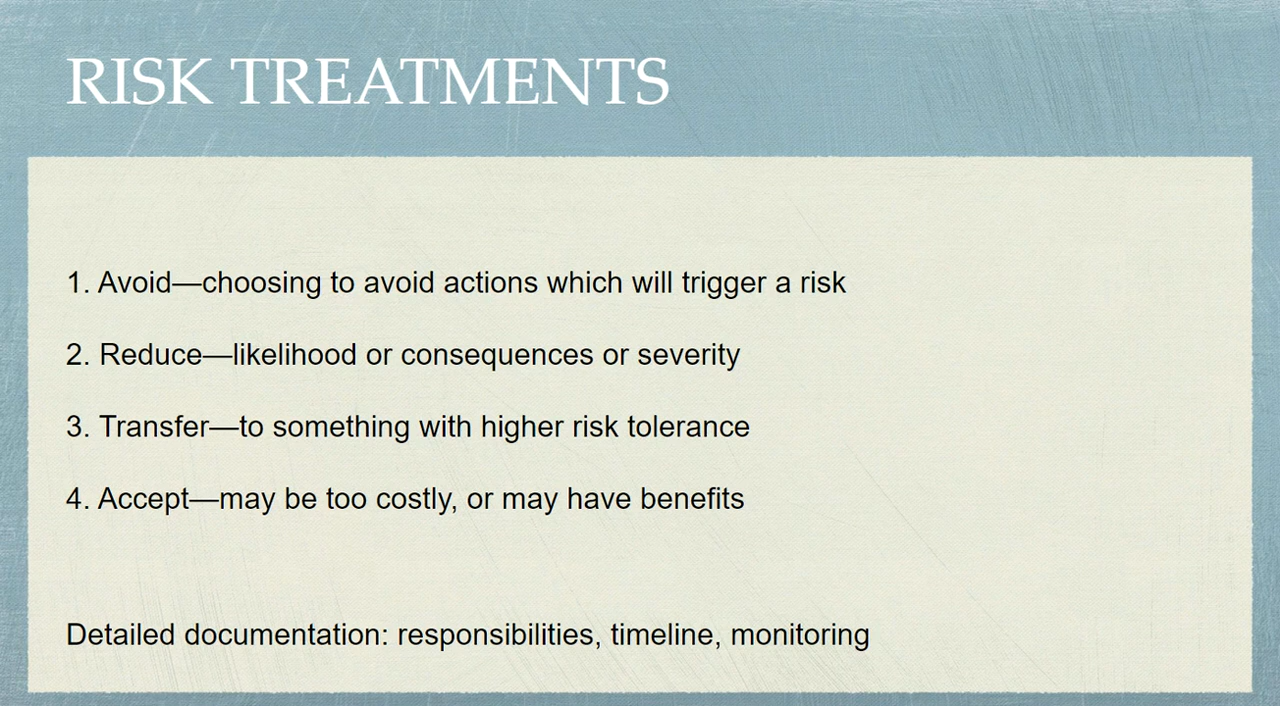 RISK TREATMENTS
1. Avoid—choosing to avoid actions which will trigger a risk
2. Reduce—likelihood or consequences or severity
3. Transfer—to something with higher risk tolerance
4. Accept—may be too costly, or may have benefits
Detailed documentation: responsibilities, timeline, monitoring